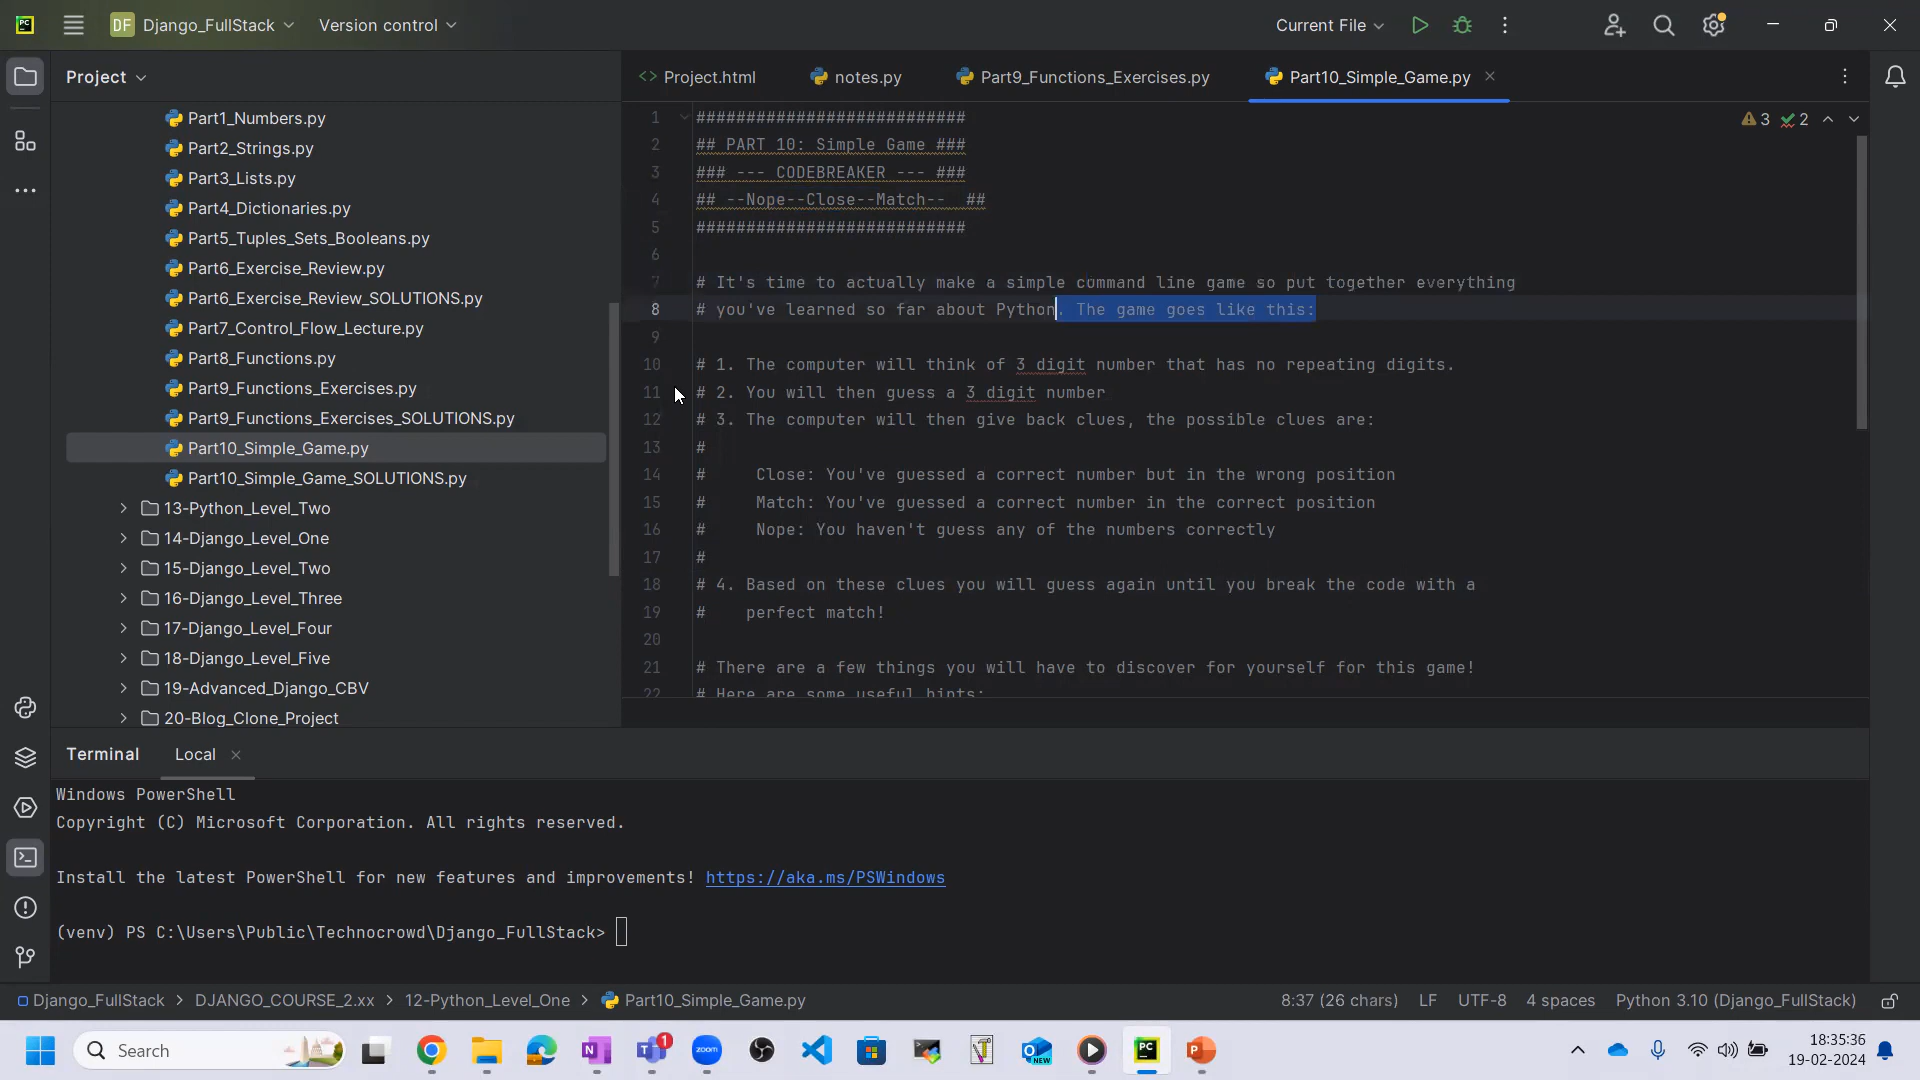 DF Django_FullStack Version control Current File
Project
Project.html notes.py Part9_Functions_Exercises.py Part10_Simple_Game.py
Part1_Numbers.py
Part2_Strings.py
Part3_Lists.py
Part4_Dictionaries.py
Part5_Tuples_Sets_Booleans.py
Part6_Exercise_Review.py
Part6_Exercise_Review_SOLUTIONS.py
Part7_Control_Flow_Lecture.py
Part8_Functions.py
Part9_Functions_Exercises.py
Part9_Functions_Exercises_SOLUTIONS.py
Part10_Simple_Game.py
Part10_Simple_Game_SOLUTIONS.py
13-Python_Level_Two
14-Django_Level_One
15-Django_Level_Two
16-Django_Level_Three
17-Django_Level_Four
18-Django_Level_Five
19-Advanced_Django_CBV
20-Blog_Clone_Project
3 2
1 ###########################
2 ## PART 10: Simple Game ###
3 ### --- CODEBREAKER --- ###
4 ## --Nope--Close--Match--  ##
5 ###########################
6
7 # It's time to actually make a simple command line game so put together everything
8 # you've learned so far about Python. The game goes like this:
9
10 # 1. The computer will think of 3 digit number that has no repeating digits.
11 # 2. You will then guess a 3 digit number
12 # 3. The computer will then give back clues, the possible clues are:
13 #
14 #     Close: You've guessed a correct number but in the wrong position
15 #     Match: You've guessed a correct number in the correct position
16 #     Nope: You haven't guess any of the numbers correctly
17 #
18 # 4. Based on these clues you will guess again until you break the code with a
19 #    perfect match!
20
21 # There are a few things you will have to discover for yourself for this game!
22 # Here are some useful hints:
Terminal Local
Windows PowerShell
Copyright (C) Microsoft Corporation. All rights reserved.
Install the latest PowerShell for new features and improvements! https://aka.ms/PSWindows
(venv) PS C:\Users\Public\Technocrowd\Django_FullStack>
Django_FullStack > DJANGO_COURSE_2.xx > 12-Python_Level_One > Part10_Simple_Game.py 8:37 (26 chars) LF UTF-8 4 spaces Python 3.10 (Django_FullStack)
Search 1 zoom NEW PC 18:35:36
19-02-2024